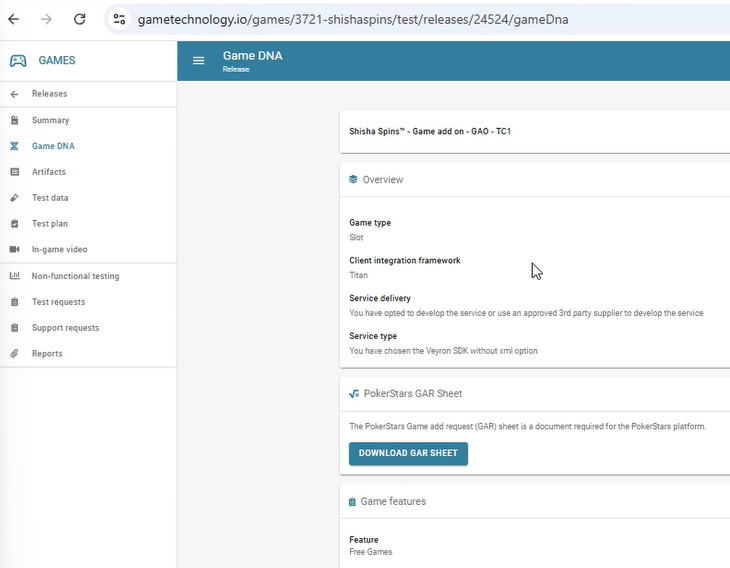 gametechnology.io/games/3721-shishaspins/test/releases/24524/gameDna
GAMES
Releases
Summary
Game DNA
Artifacts
Test data
Test plan
In-game video
Non-functional testing
Test requests
Support requests
Reports
Game DNA
Release
Shisha Spins™ - Game add on - GAO - TC1
Overview
Game type
Slot
Client integration framework
Titan
Service delivery
You have opted to develop the service or use an approved 3rd party supplier to develop the service
Service type
You have chosen the Veyron SDK without xml option
PokerStars GAR Sheet
The PokerStars Game add request (GAR) sheet is a document required for the PokerStars platform.
DOWNLOAD GAR SHEET
Game features
Feature
Free Games